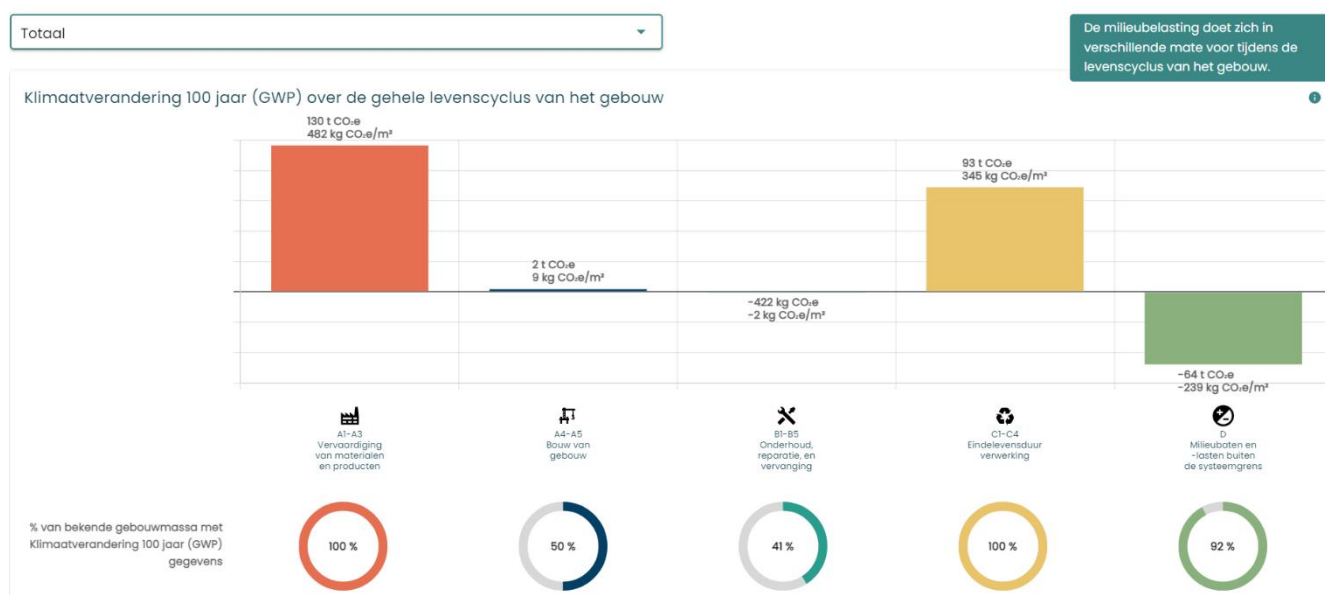 Totaal
De milieubelasting doet zich in
verschillende mate voor tijdens de
levenscyclus van het gebouw.
Klimaatverandering 100 jaar (GWP) over de gehele levenscyclus van het gebouw
130 t CO₂e
482 kg CO₂e/m²
2 t CO₂e
9 kg CO₂e/m²
-422 kg CO₂e
-2 kg CO₂e/m²
93 t CO₂e
345 kg CO₂e/m²
-64 t CO₂e
-239 kg CO₂e/m²
A1-A3
Vervaardiging
van materialen
en producten
A4-A5
Bouw van
gebouw
B1-B5
Onderhoud,
reparatie, en
vervanging
C1-C4
Eindelevensduur
verwerking
D
Milieubaten en
-lasten buiten
de systeemgrens
% van bekende gebouwmassa met
Klimaatverandering 100 jaar (GWP)
gegevens
100 %
50 %
41 %
100 %
92 %